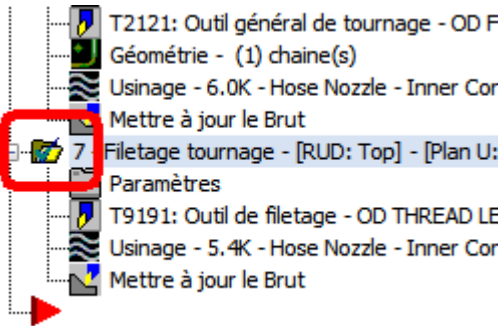 T2121: Outil général de tournage - OD F
Géométrie - (1) chaine(s)
Usinage - 6.0K - Hose Nozzle - Inner Cor
Mettre à jour le Brut
7 - Filetage tournage - [RUD: Top] - [Plan U:
Paramètres
T9191: Outil de filetage - OD THREAD LE
Usinage - 5.4K - Hose Nozzle - Inner Cor
Mettre à jour le Brut